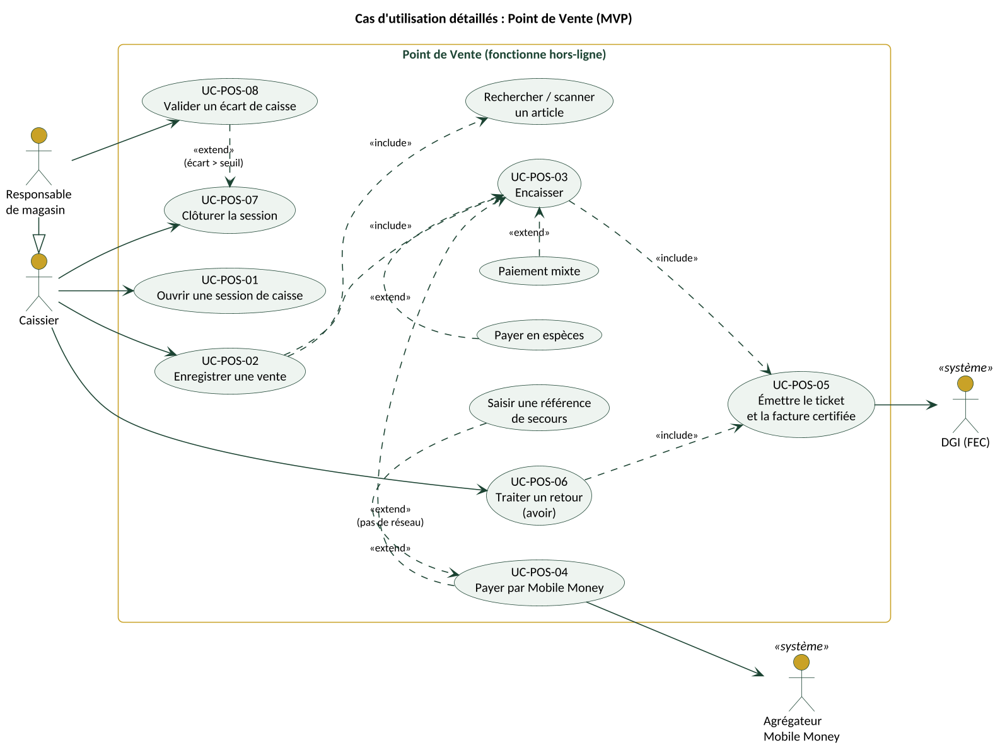 Cas d'utilisation détaillés : Point de Vente (MVP)
Point de Vente (fonctionne hors-ligne)
UC-POS-08
Valider un écart de caisse
Rechercher / scanner
un article
«include»
«extend»
(écart > seuil)
UC-POS-03
Encaisser
Responsable
de magasin
UC-POS-07
Clôturer la session
«include»
«extend»
«include»
Paiement mixte
UC-POS-01
Ouvrir une session de caisse
«extend»
Caissier
Payer en espèces
UC-POS-02
Enregistrer une vente
«système»
UC-POS-05
Émettre le ticket
et la facture certifiée
Saisir une référence
de secours
«include»
DGI (FEC)
UC-POS-06
Traiter un retour
(avoir)
«extend»
(pas de réseau)
«extend»
UC-POS-04
Payer par Mobile Money
«système»
Agrégateur
Mobile Money